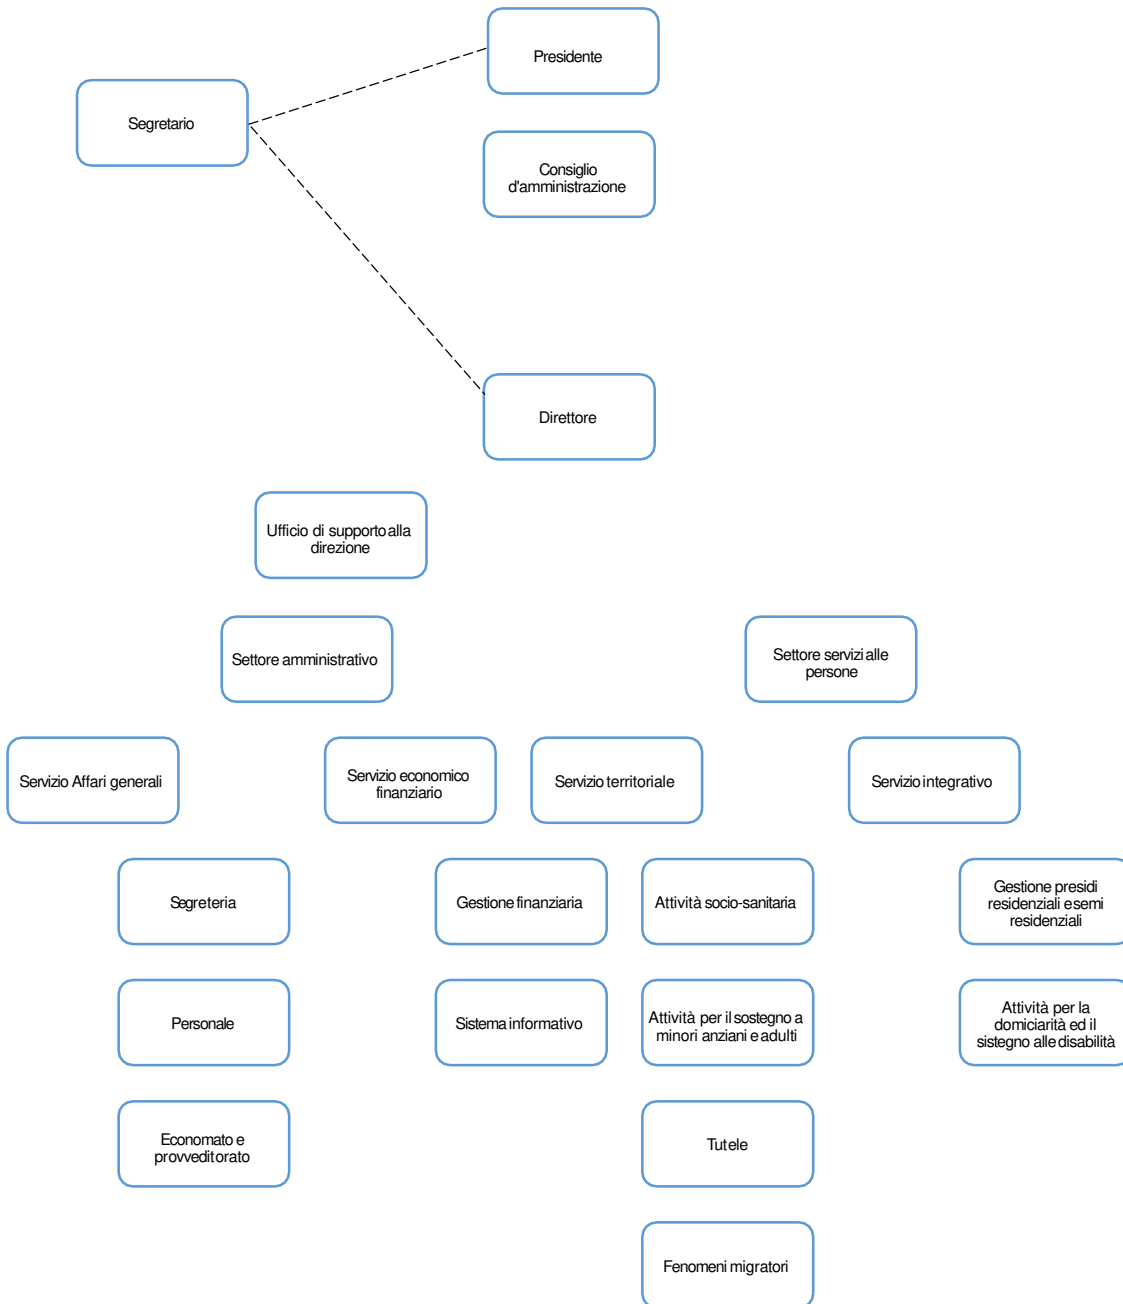 Presidente
Segretario
Consiglio
d'amministrazione
Direttore
Ufficio di supporto alla
direzione
Settore amministrativo
Settore servizi alle
persone
Servizio Affari generali
Servizio economico
finanziario
Servizio territoriale
Servizio integrativo
Segreteria
Gestione finanziaria
Attività socio-sanitaria
Gestione presidi
residenziali e semi
residenziali
Personale
Sistema informativo
Attività per il sostegno a
minori anziani e adulti
Attività per la
domiciarità ed il
sistegno alle disabilità
Economato e
provveditorato
Tutele
Fenomeni migratori